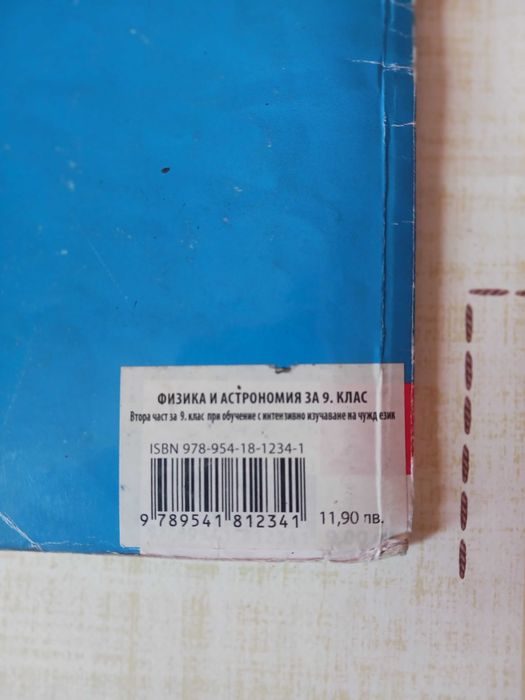 ФИЗИКА И АСТРОНОМИЯ ЗА 9. КЛАС
Втора част за 9. клас при обучение с интензивно изучаване на чужд език
ISBN 978-954-18-1234-1
9 789541 812341
11,90 лв.